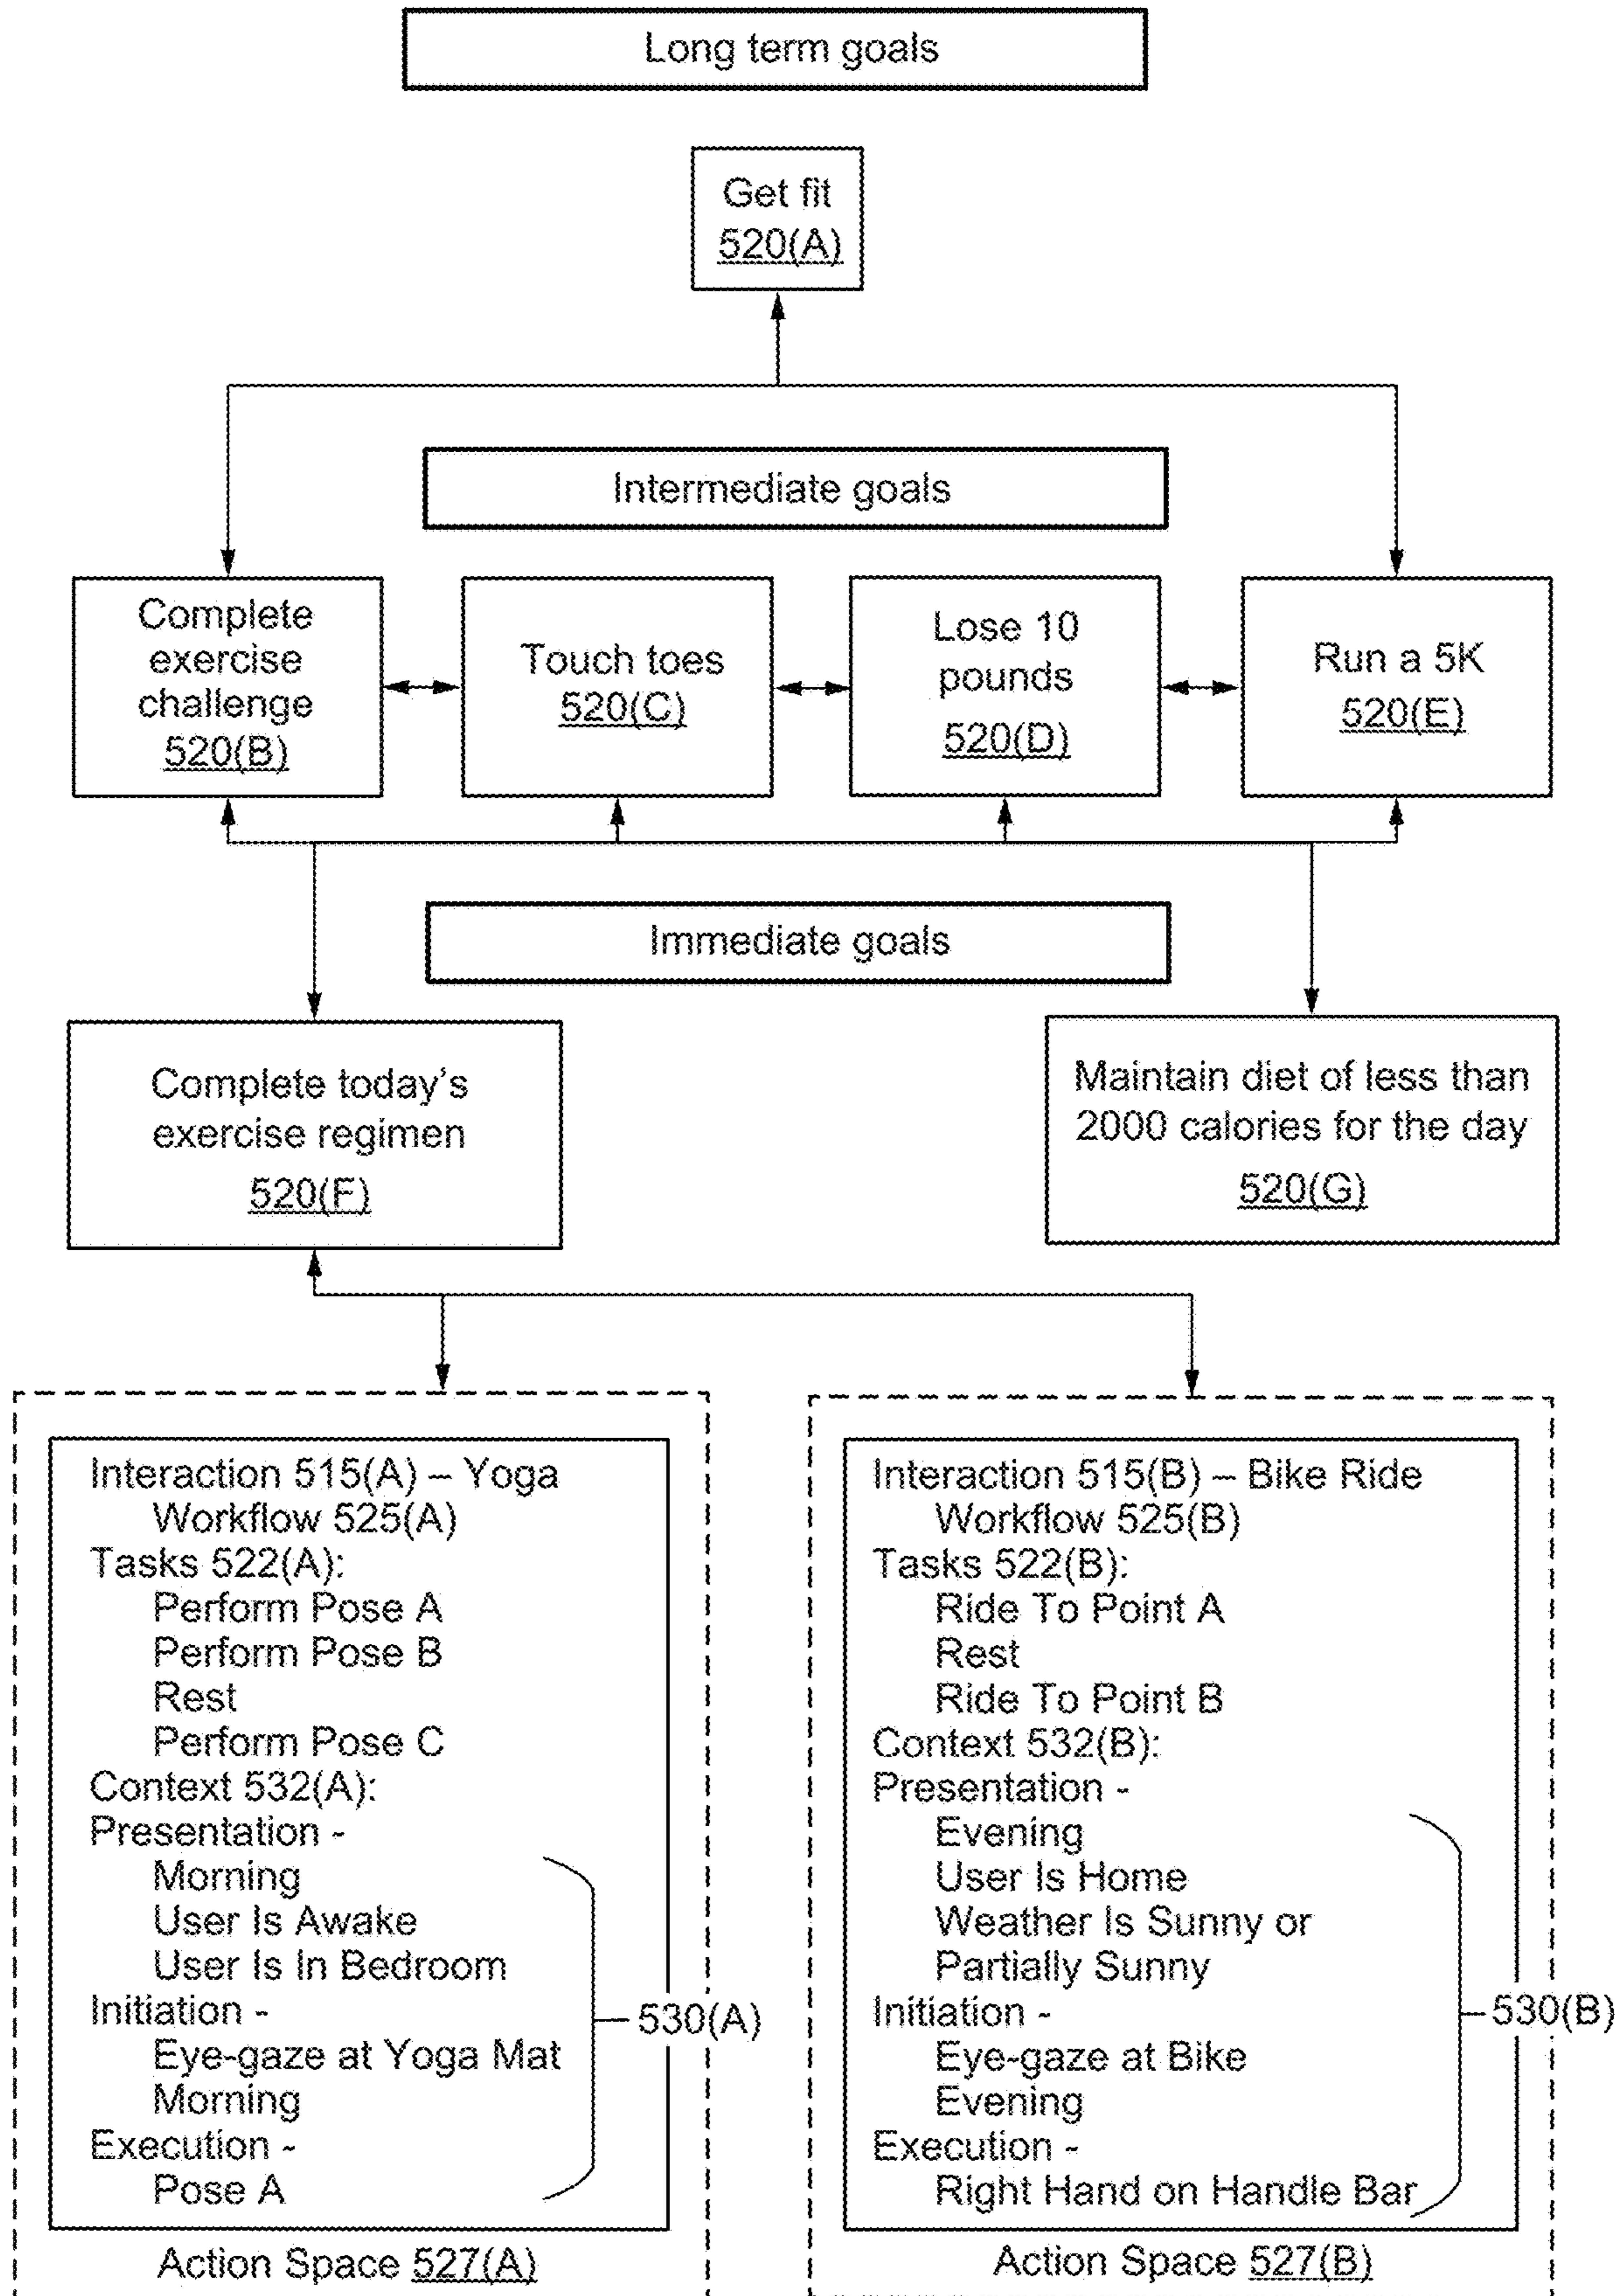 Long term goals
Get fit
520(A)
Intermediate goals
Complete
exercise
challenge
520(B)
Touch toes
520(C)
Lose 10
pounds
520(D)
Run a 5K
520(E)
Immediate goals
Complete today's
exercise regimen
520(F)
Maintain diet of less than
2000 calories for the day
520(G)
Interaction 515(A) – Yoga
Workflow 525(A)
Tasks 522(A):
Perform Pose A
Perform Pose B
Rest
Perform Pose C
Context 532(A):
Presentation -
Morning
User Is Awake
User Is In Bedroom
Initiation -
Eye-gaze at Yoga Mat
Morning
Execution -
Pose A
530(A)
Action Space 527(A)
Interaction 515(B) – Bike Ride
Workflow 525(B)
Tasks 522(B):
Ride To Point A
Rest
Ride To Point B
Context 532(B):
Presentation -
Evening
User Is Home
Weather Is Sunny or
Partially Sunny
Initiation -
Eye-gaze at Bike
Evening
Execution -
Right Hand on Handle Bar
530(B)
Action Space 527(B)